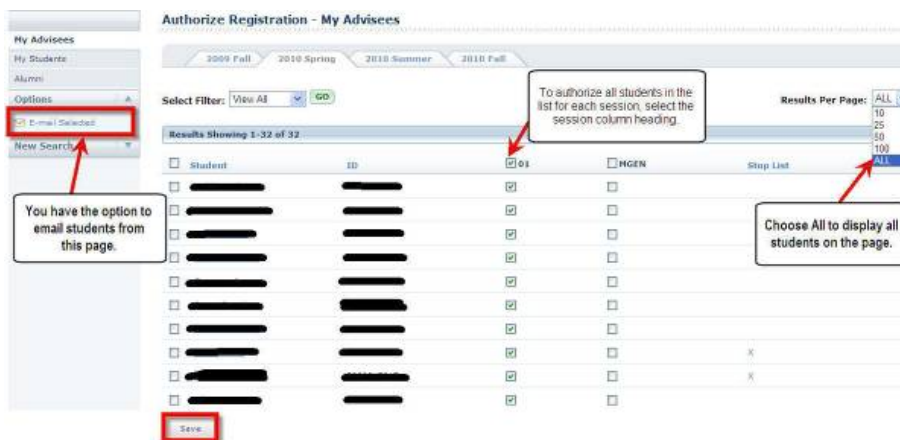 Authorize Registration - My Advisees
My Advisees
My Students
Alumni
Options
E-mail Selected
New Search
2009 Fall
2010 Spring
2010 Summer
2010 Fall
Select Filter: View All GO
Results Per Page: ALL
10
25
50
100
ALL
To authorize all students in the
list for each session, select the
session column heading.
Results Showing 1-32 of 32
Student ID 01 MGEN Stop List
You have the option to
email students from
this page.
Choose All to display all
students on the page.
X
X
Save